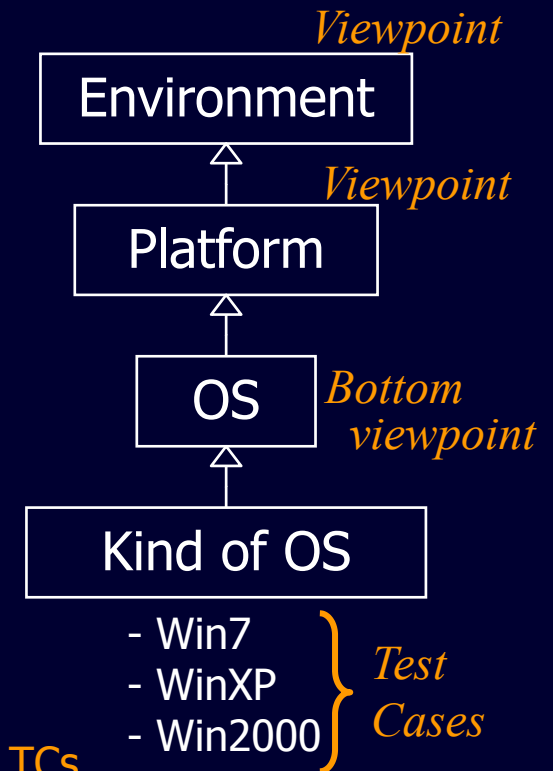 Viewpoint
Environment
Viewpoint
Platform
OS
Bottom
viewpoint
Kind of OS
- Win7
- WinXP
- Win2000
Test
Cases
TCs